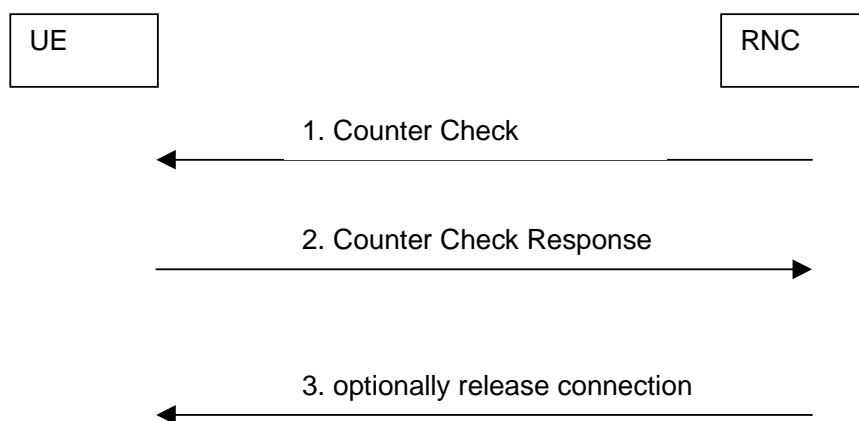 UE
RNC
1. Counter Check
2. Counter Check Response
3. optionally release connection